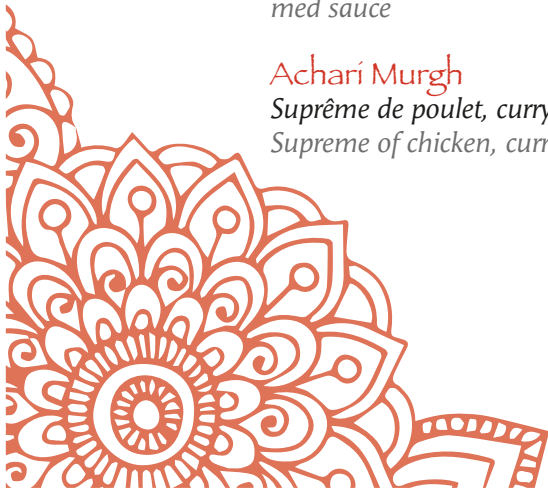 med sauce
Achari Murgh
Suprême de poulet, curry
Supreme of chicken, curr